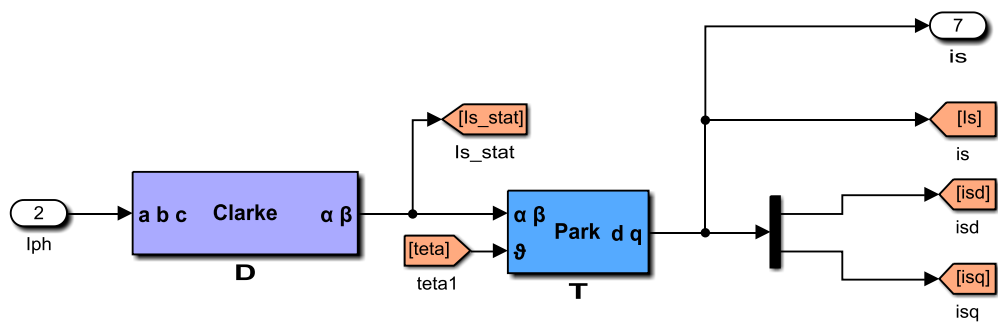 7
is
[Is_stat]
Is_stat
[Is]
is
2
Iph
a b c Clarke α β
D
α β
ϑ
Park
d q
T
[teta]
teta1
[isd]
isd
[isq]
isq